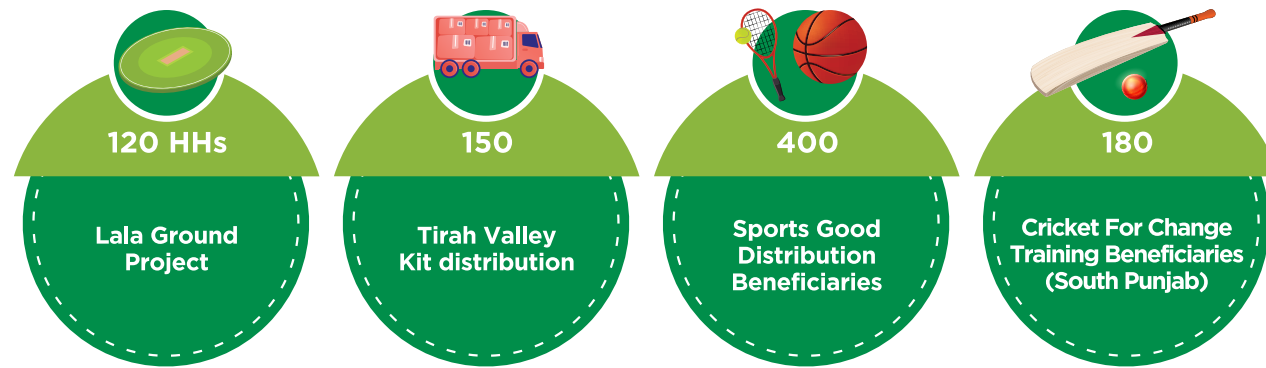 120 HHs
Lala Ground
Project
150
Tirah Valley
Kit distribution
400
Sports Good
Distribution
Beneficiaries
180
Cricket For Change
Training Beneficiaries
(South Punjab)